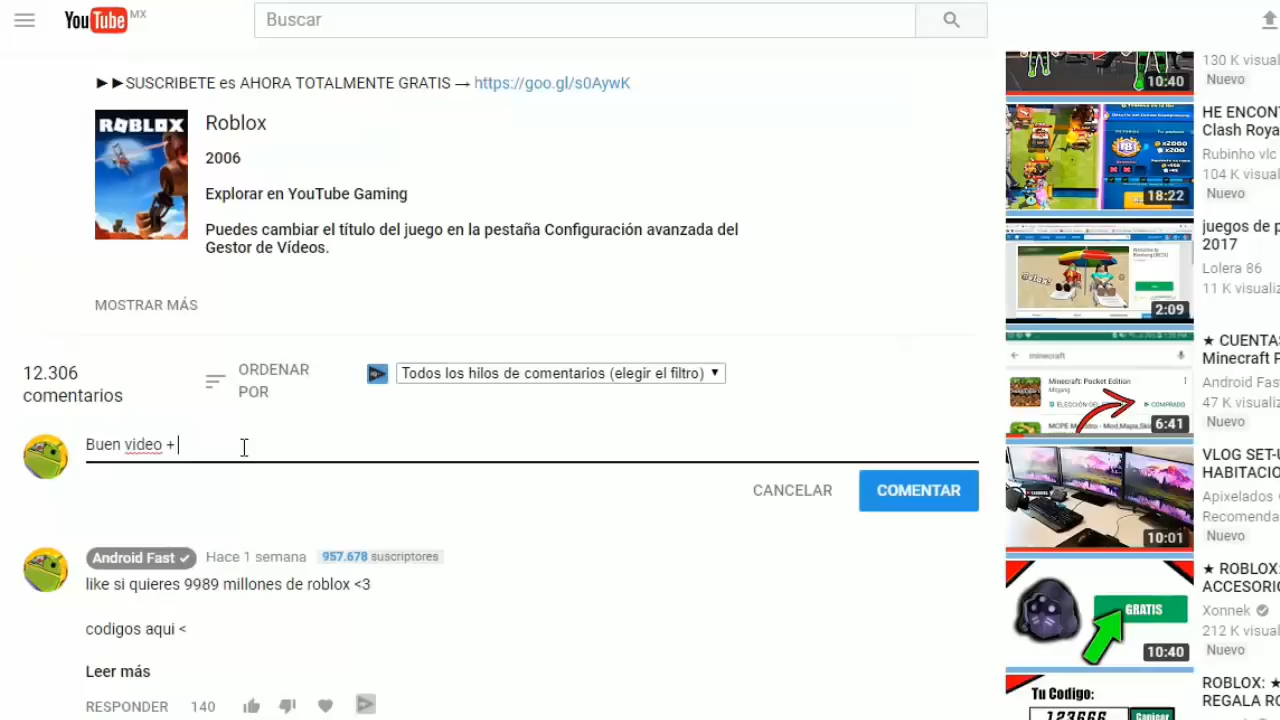 YouTube MX
Buscar
►►SUSCRIBETE es AHORA TOTALMENTE GRATIS → https://goo.gl/s0AywK
ROBLOX
Roblox
2006
Explorar en YouTube Gaming
Puedes cambiar el título del juego en la pestaña Configuración avanzada del
Gestor de Vídeos.
MOSTRAR MÁS
12.306
comentarios
ORDENAR
POR
Todos los hilos de comentarios (elegir el filtro) ▼
Buen video +
CANCELAR
COMENTAR
Android Fast ✓ Hace 1 semana 957.678 suscriptores
like si quieres 9989 millones de roblox <3
codigos aqui <
Leer más
RESPONDER 140
10:40
130 K visual
Nuevo
x2000
x200
18:22
HE ENCONT
Clash Roya
Rubinho vlc
104 K visual
Nuevo
2:09
juegos de p
2017
Lolera 86
11 K visualiz
minecraft
Minecraft: Pocket Edition
Mojang
COMPRADO
6:41
★ CUENTAS
Minecraft P
Android Fas
47 K visualiz
Nuevo
10:01
VLOG SET-U
HABITACIO
Apixelados
Recomenda
Nuevo
GRATIS
10:40
★ ROBLOX:
ACCESORIO
Xonnek
212 K visual
Nuevo
Tu Codigo:
123666
Canjear
ROBLOX: ★
REGALA RO